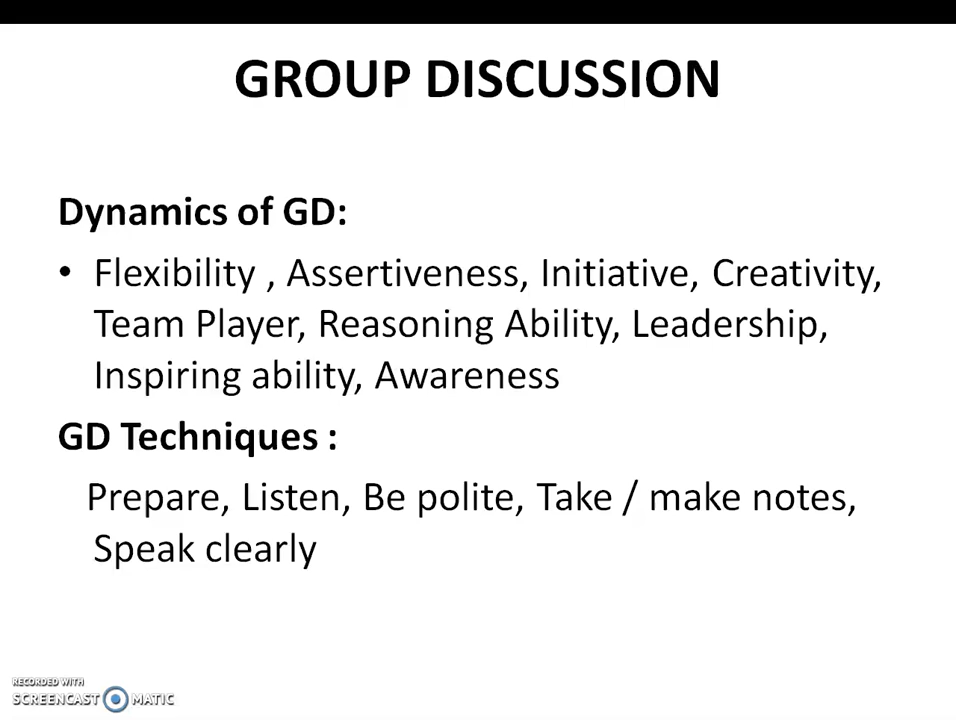 GROUP DISCUSSION
Dynamics of GD:
• Flexibility , Assertiveness, Initiative, Creativity,
Team Player, Reasoning Ability, Leadership,
Inspiring ability, Awareness
GD Techniques :
Prepare, Listen, Be polite, Take / make notes,
Speak clearly
RECORDED WITH
SCREENCAST MATIC